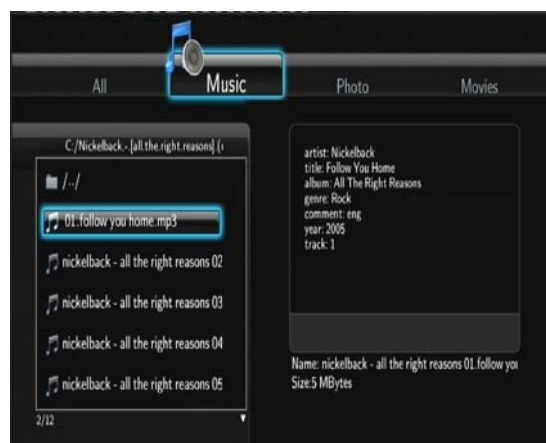 All
Music
Photo
Movies
C:/Nickelback.-.[all.the.right.reasons].(
/../
01.follow you home.mp3
nickelback - all the right reasons 02
nickelback - all the right reasons 03
nickelback - all the right reasons 04
nickelback - all the right reasons 05
2/12
artist: Nickelback
title: Follow You Home
album: All The Right Reasons
genre: Rock
comment: eng
year: 2005
track: 1
Name: nickelback - all the right reasons 01.follow you
Size:5 MBytes